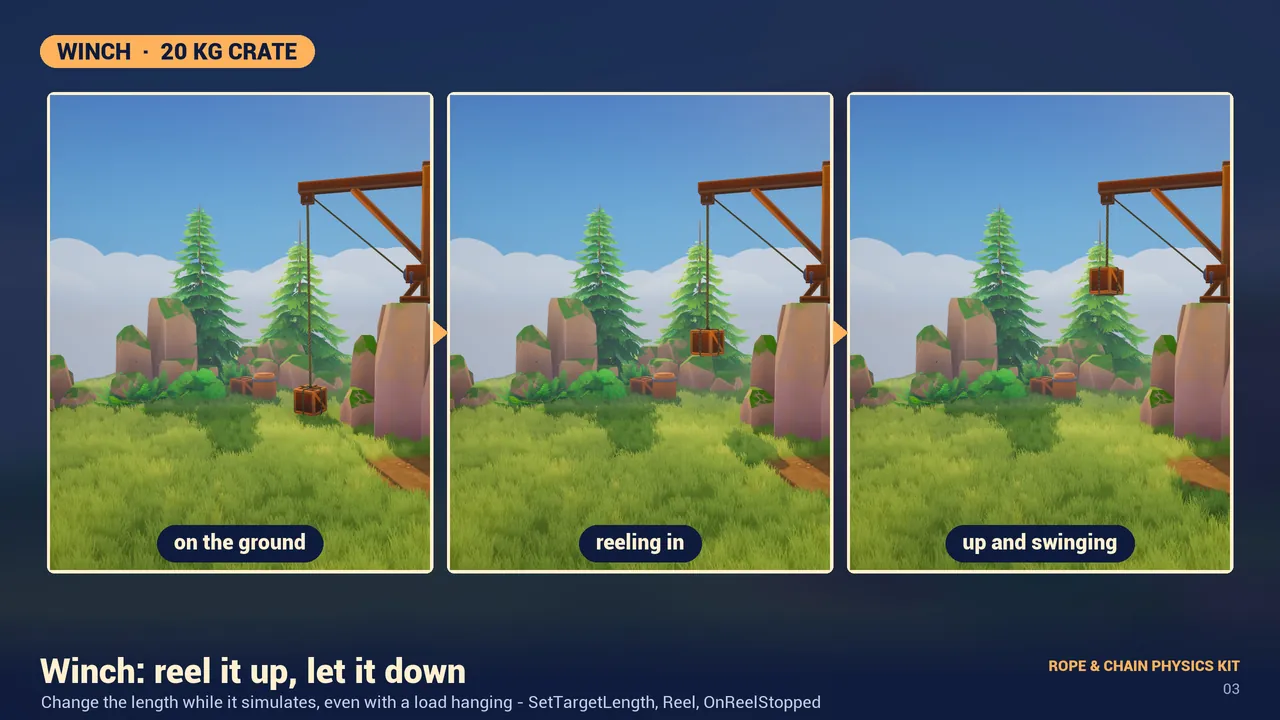 WINCH · 20 KG CRATE
on the ground
reeling in
up and swinging
Winch: reel it up, let it down
Change the length while it simulates, even with a load hanging - SetTargetLength, Reel, OnReelStopped
ROPE & CHAIN PHYSICS KIT
03